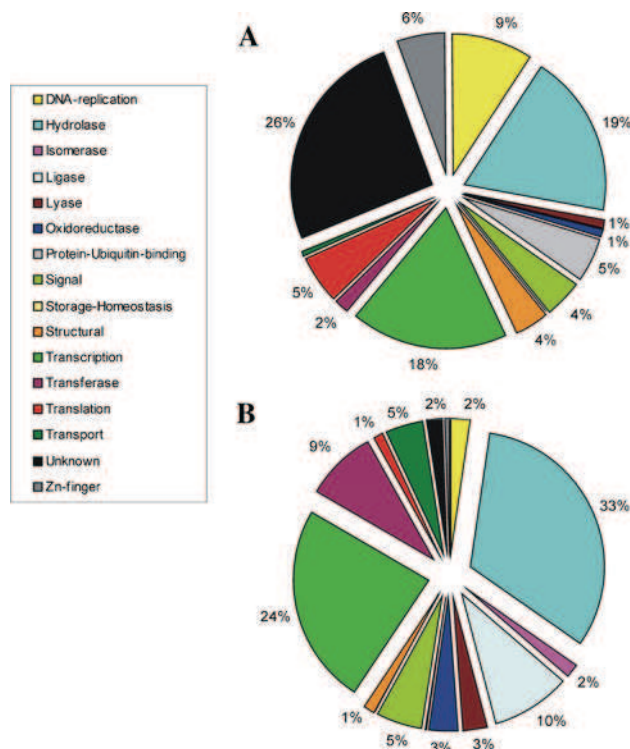 DNA-replication
Hydrolase
Isomerase
Ligase
Lyase
Oxidoreductase
Protein-Ubiquitin-binding
Signal
Storage-Homeostasis
Structural
Transcription
Transferase
Translation
Transport
Unknown
Zn-finger
A
6%
9%
26%
19%
1%
1%
5%
5%
2%
4%
4%
18%
B
1%
5%
2%
2%
9%
33%
24%
2%
1%
5%
3%
3%
10%